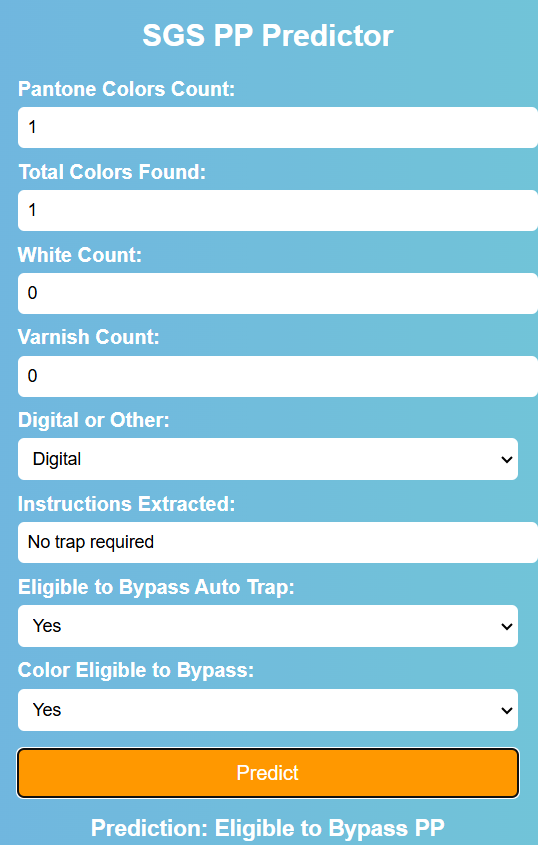 SGS PP Predictor
Pantone Colors Count:
1
Total Colors Found:
1
White Count:
0
Varnish Count:
0
Digital or Other:
Digital
Instructions Extracted:
No trap required
Eligible to Bypass Auto Trap:
Yes
Color Eligible to Bypass:
Yes
Predict
Prediction: Eligible to Bypass PP